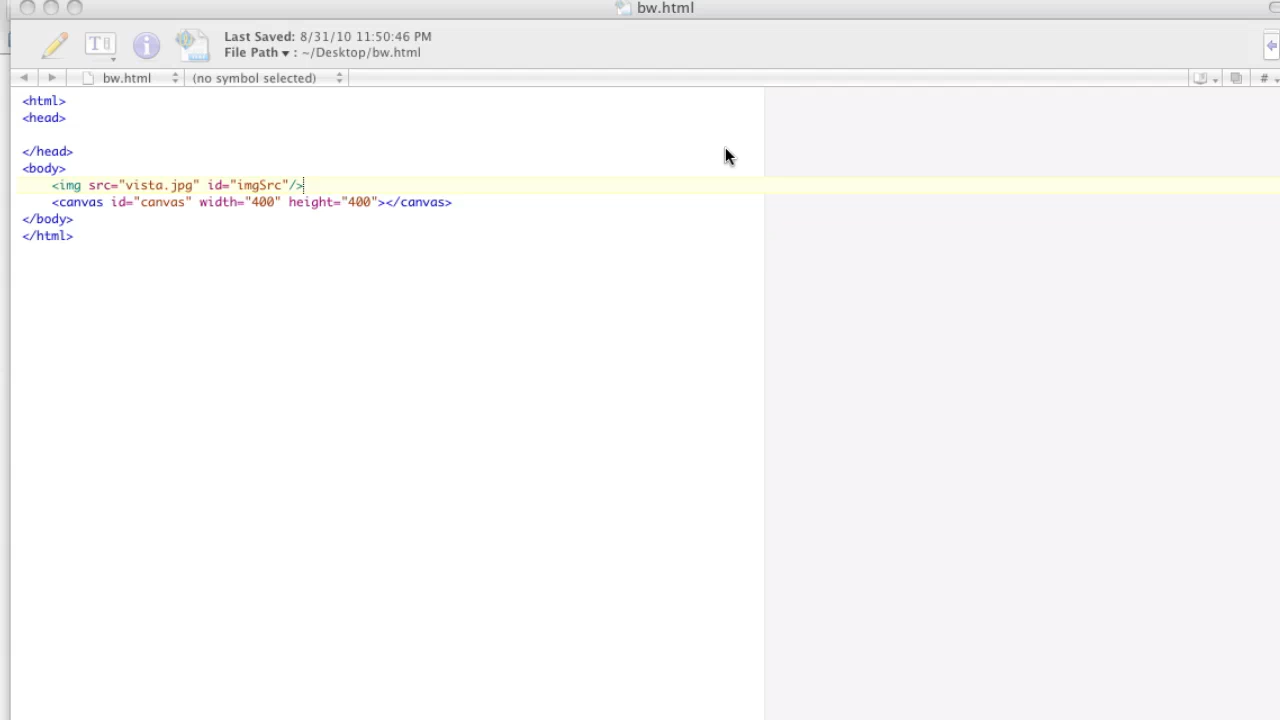 bw.html
Last Saved: 8/31/10 11:50:46 PM
File Path ▾ : ~/Desktop/bw.html
bw.html (no symbol selected) #
<html>
<head>
</head>
<body>
<img src="vista.jpg" id="imgSrc"/>
<canvas id="canvas" width="400" height="400"></canvas>
</body>
</html>